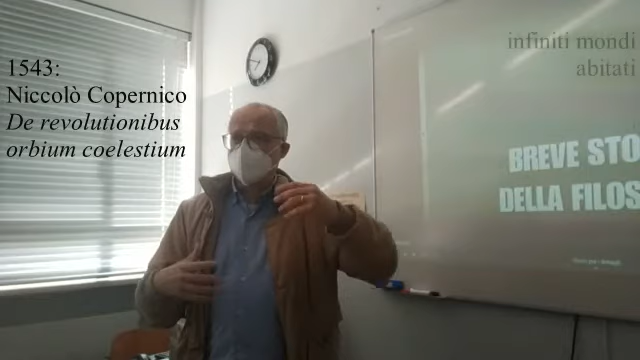 1543:
Niccolò Copernico
De revolutionibus
orbium coelestium
infiniti mondi
abitati
BREVE STO
DELLA FILOS